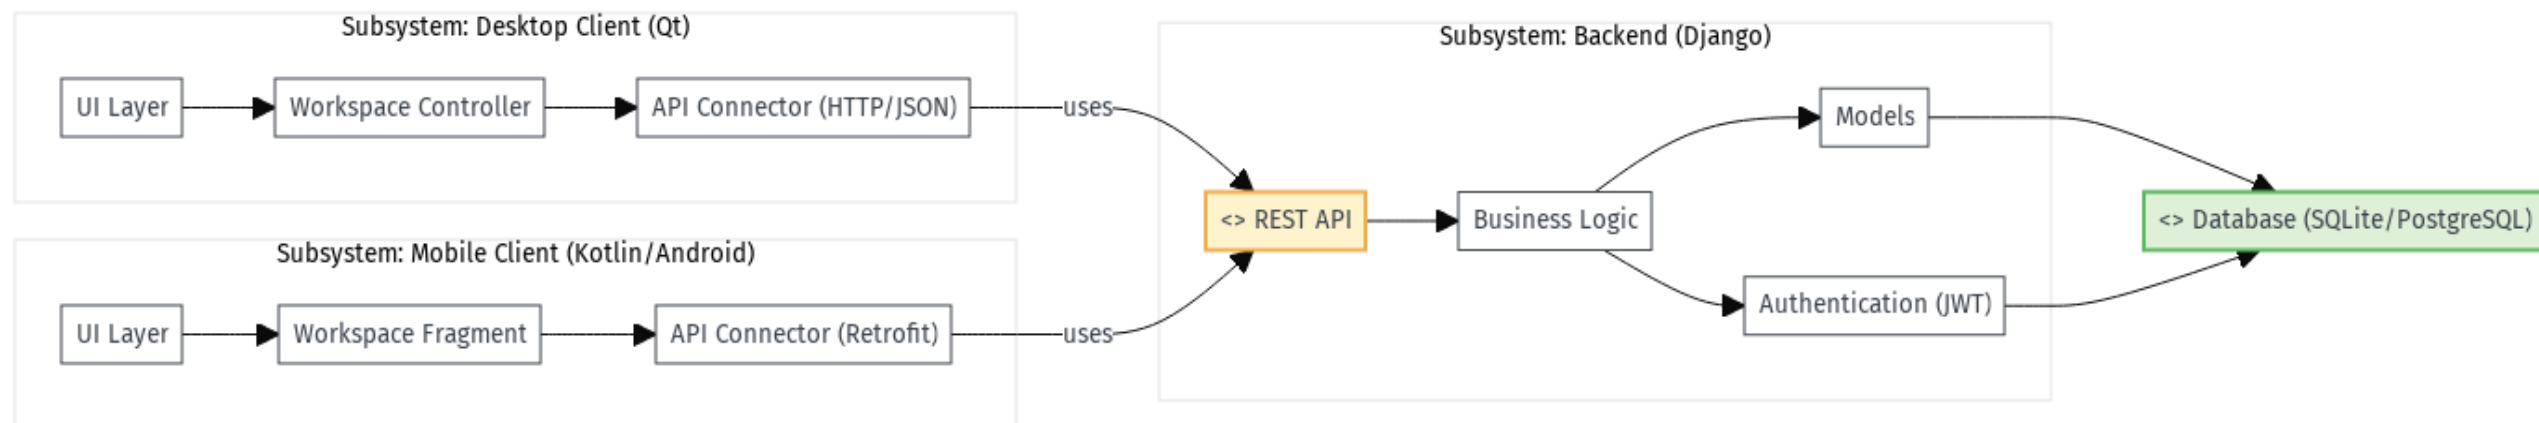 Subsystem: Desktop Client (Qt)
UI Layer
Workspace Controller
API Connector (HTTP/JSON)
uses
Subsystem: Mobile Client (Kotlin/Android)
UI Layer
Workspace Fragment
API Connector (Retrofit)
uses
Subsystem: Backend (Django)
<> REST API
Business Logic
Models
Authentication (JWT)
<> Database (SQLite/PostgreSQL)